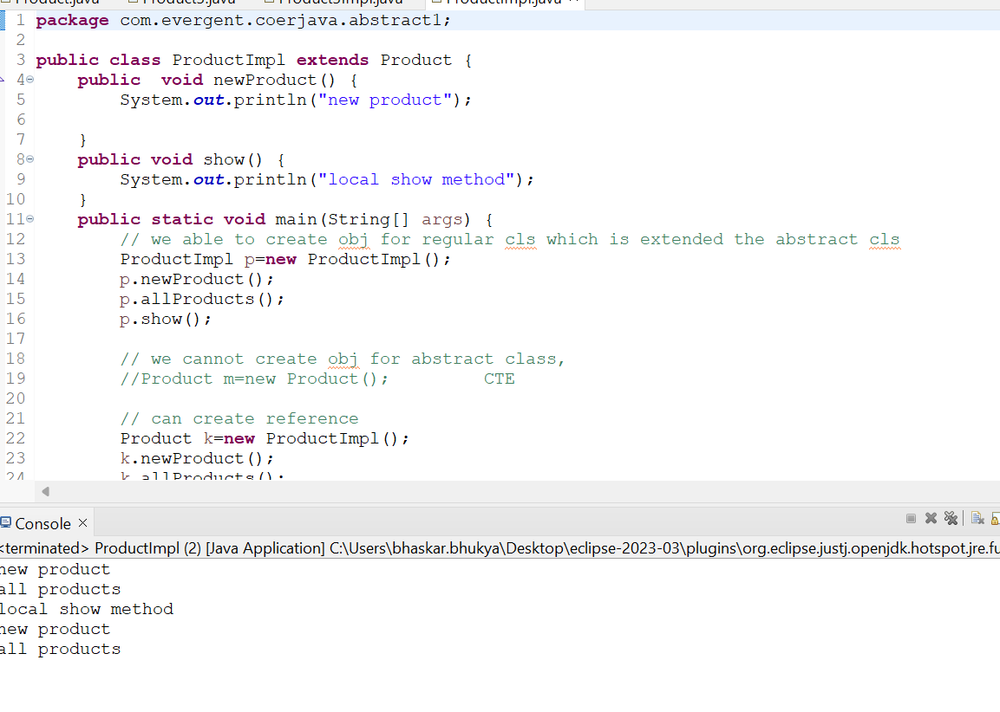 Product.java Product3.java Product3Impl.java ProductImpl.java ×
1 package com.evergent.coerjava.abstract1;
2
3 public class ProductImpl extends Product {
4 public  void newProduct() {
5 System.out.println("new product");
6
7 }
8 public void show() {
9 System.out.println("local show method");
10 }
11 public static void main(String[] args) {
12 // we able to create obj for regular cls which is extended the abstract cls
13 ProductImpl p=new ProductImpl();
14 p.newProduct();
15 p.allProducts();
16 p.show();
17
18 // we cannot create obj for abstract class,
19 //Product m=new Product();         CTE
20
21 // can create reference
22 Product k=new ProductImpl();
23 k.newProduct();
24 k.allProducts();
Console ×
<terminated> ProductImpl (2) [Java Application] C:\Users\bhaskar.bhukya\Desktop\eclipse-2023-03\plugins\org.eclipse.justj.openjdk.hotspot.jre.fu
new product
all products
local show method
new product
all products